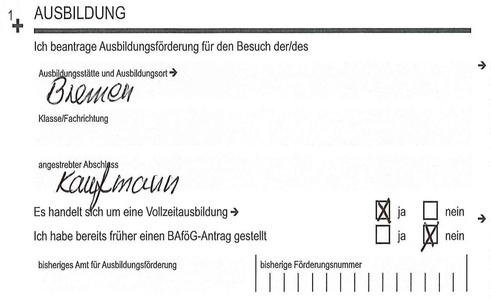 1 AUSBILDUNG
Ich beantrage Ausbildungsförderung für den Besuch der/des
Ausbildungsstätte und Ausbildungsort →
Bremen
Klasse/Fachrichtung
angestrebter Abschluss
Kaufmann
Es handelt sich um eine Vollzeitausbildung → ja nein
Ich habe bereits früher einen BAföG-Antrag gestellt ja nein
bisheriges Amt für Ausbildungsförderung bisherige Förderungsnummer